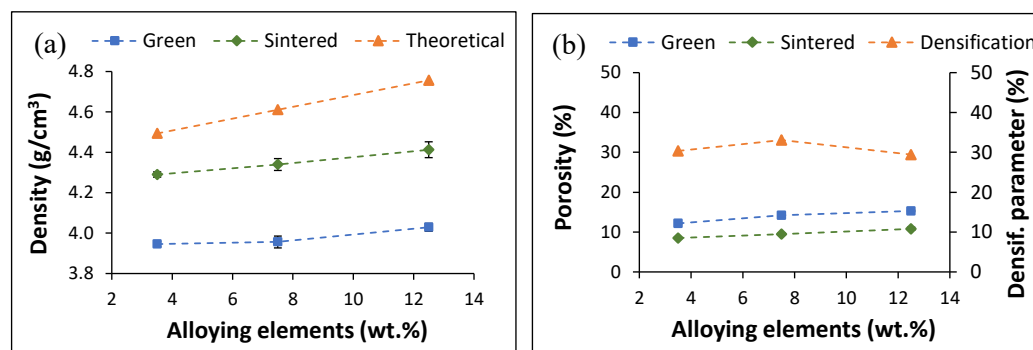 (a)
Green Sintered Theoretical
Density (g/cm³)
4.8
4.6
4.4
4.2
4.0
3.8
2 4 6 8 10 12 14
Alloying elements (wt.%)
(b)
Green Sintered Densification
Porosity (%)
50
40
30
20
10
0
50
40
30
20
10
0
Densif. parameter (%)
2 4 6 8 10 12 14
Alloying elements (wt.%)